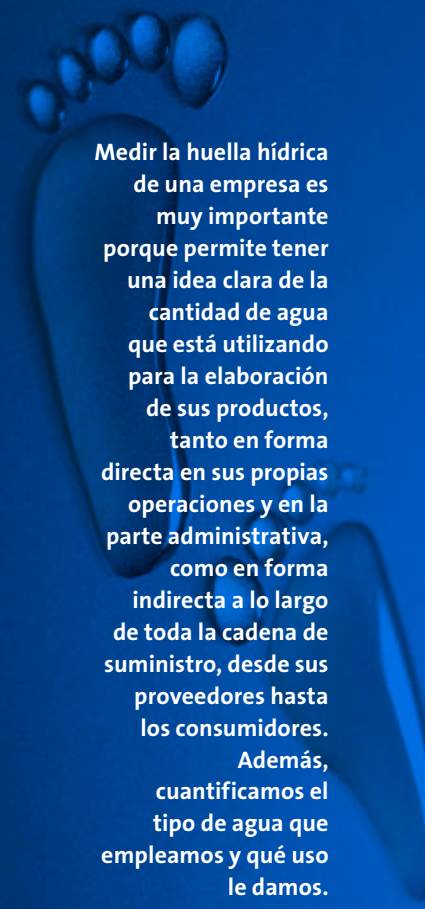 Medir la huella hídrica
de una empresa es
muy importante
porque permite tener
una idea clara de la
cantidad de agua
que está utilizando
para la elaboración
de sus productos,
tanto en forma
directa en sus propias
operaciones y en la
parte administrativa,
como en forma
indirecta a lo largo
de toda la cadena de
suministro, desde sus
proveedores hasta
los consumidores.
Además,
cuantificamos el
tipo de agua que
empleamos y qué uso
le damos.